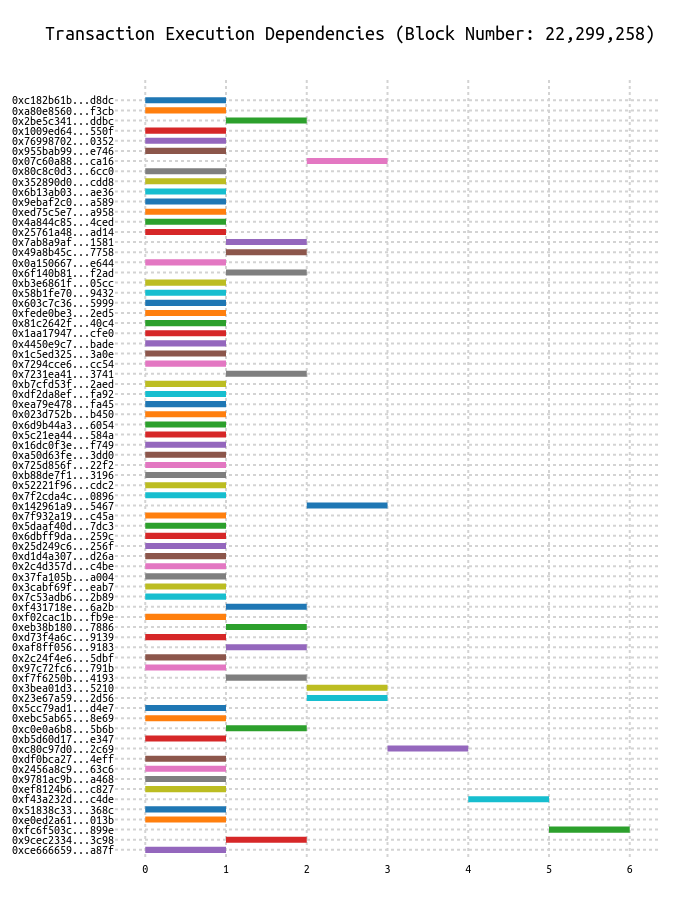 Transaction Execution Dependencies (Block Number: 22,299,258)
0xc182b61b...d8dc
0xa80e8560...f3cb
0x2be5c341...ddbc
0x1009ed64...550f
0x76998702...0352
0x955bab99...e746
0x07c60a88...ca16
0x80c8c0d3...6cc0
0x352890d0...cdd8
0x6b13ab03...ae36
0x9ebaf2c0...a589
0xed75c5e7...a958
0x4a844c85...4ced
0x25761a48...ad14
0x7ab8a9af...1581
0x49a8b45c...7758
0x0a150667...e644
0x6f140b81...f2ad
0xb3e6861f...05cc
0x58b1fe70...9432
0x603c7c36...5999
0xfede0be3...2ed5
0x81c2642f...40c4
0x1aa17947...cfe0
0x4450e9c7...bade
0x1c5ed325...3a0e
0x7294cce6...cc54
0x7231ea41...3741
0xb7cfd53f...2aed
0xdf2da8ef...fa92
0xea79e478...fa45
0x023d752b...b450
0x6d9b44a3...6054
0x5c21ea44...584a
0x16dc0f3e...f749
0xa50d63fe...3dd0
0x725d856f...22f2
0xb88de7f1...3196
0x52221f96...cdc2
0x7f2cda4c...0896
0x142961a9...5467
0x7f932a19...c45a
0x5daaf40d...7dc3
0x6dbff9da...259c
0x25d249c6...256f
0xd1d4a307...d26a
0x2c4d357d...c4be
0x37fa105b...a004
0x3cabf69f...eab7
0x7c53adb6...2b89
0xf431718e...6a2b
0xf02cac1b...fb9e
0xeb38b180...7886
0xd73f4a6c...9139
0xaf8ff056...9183
0x2c24f4e6...5dbf
0x97c72fc6...791b
0xf7f6250b...4193
0x3bea01d3...5210
0x23e67a59...2d56
0x5cc79ad1...d4e7
0xebc5ab65...8e69
0xc0e0a6b8...5b6b
0xb5d60d17...e347
0xc80c97d0...2c69
0xdf0bca27...4eff
0x2456a8c9...63c6
0x9781ac9b...a468
0xef8124b6...c827
0xf43a232d...c4de
0x51838c33...368c
0xe0ed2a61...013b
0xfc6f503c...899e
0x9cec2334...3c98
0xce666659...a87f
0 1 2 3 4 5 6